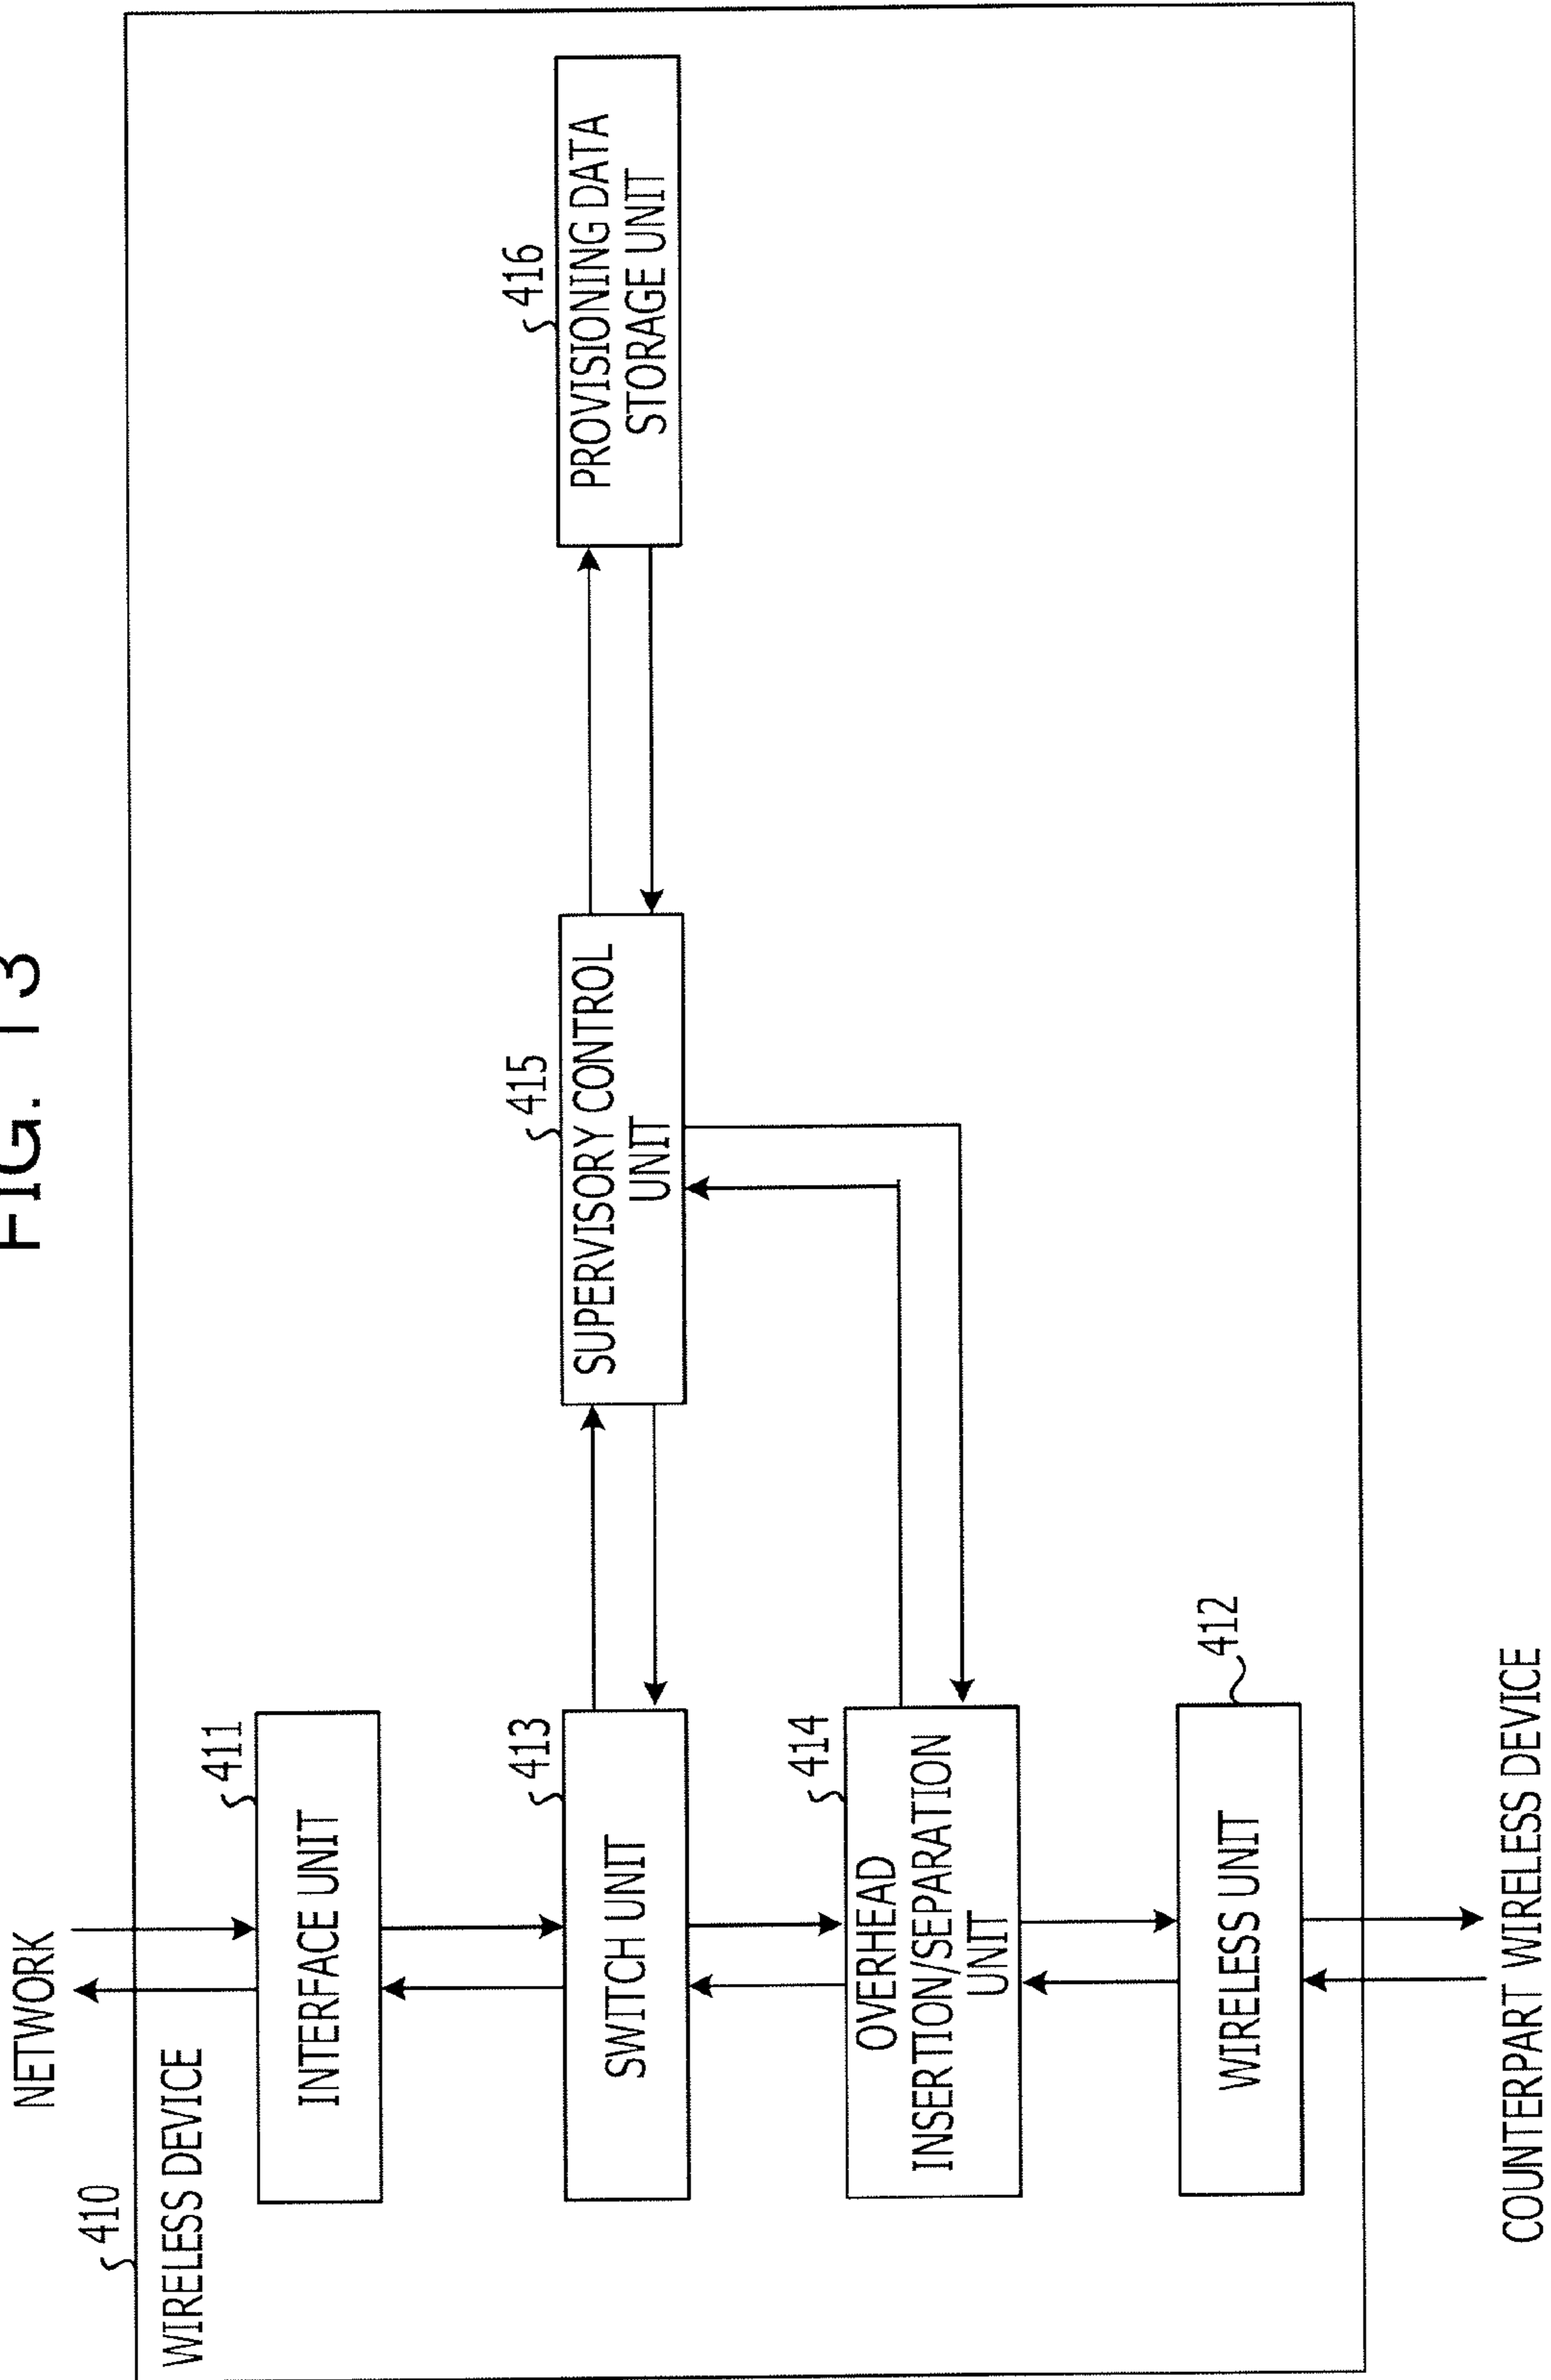 FIG. 13
NETWORK
410
WIRELESS DEVICE
411
INTERFACE UNIT
413
SWITCH UNIT
415
SUPERVISORY CONTROL
UNIT
416
PROVISIONING DATA
STORAGE UNIT
414
OVERHEAD
INSERTION/SEPARATION
UNIT
412
WIRELESS UNIT
COUNTERPART WIRELESS DEVICE